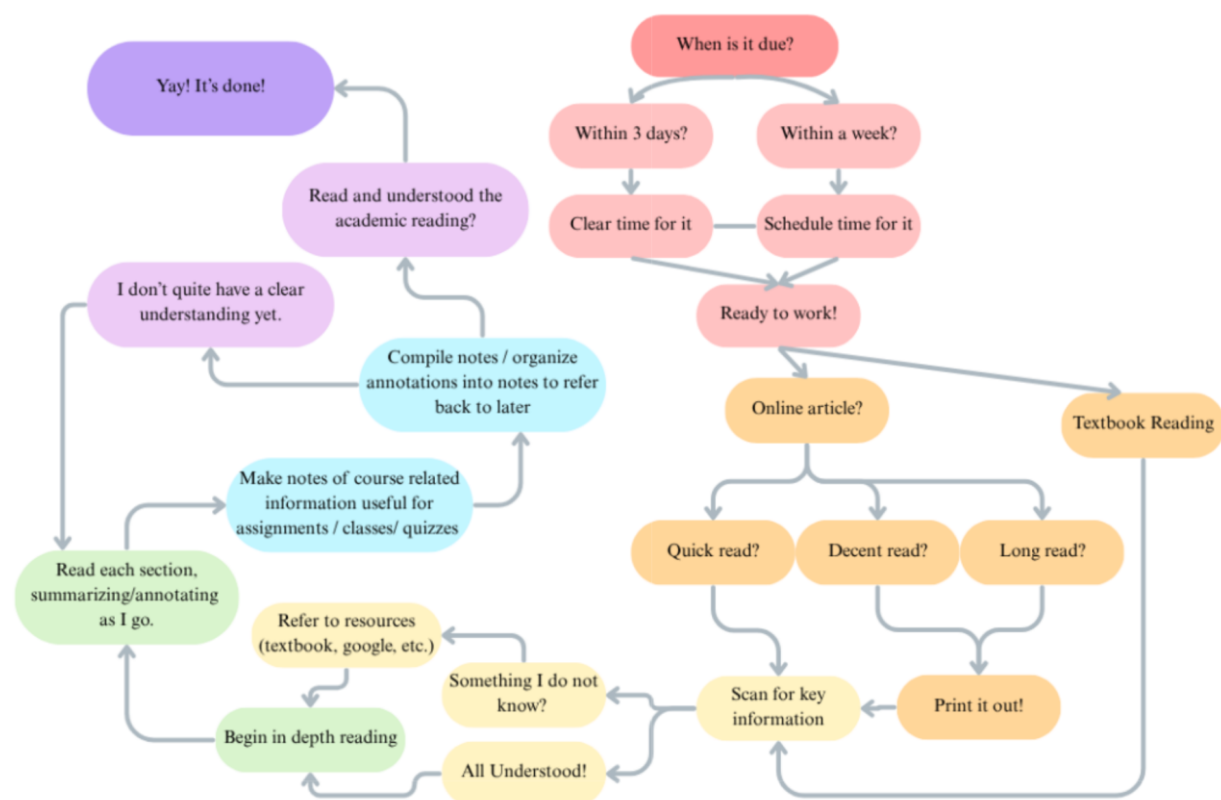 When is it due?
Within 3 days?
Within a week?
Clear time for it
Schedule time for it
Ready to work!
Online article?
Textbook Reading
Quick read?
Decent read?
Long read?
Print it out!
Scan for key
information
Something I do not
know?
All Understood!
Refer to resources
(textbook, google, etc.)
Begin in depth reading
Read each section,
summarizing/annotating
as I go.
Make notes of course related
information useful for
assignments / classes/ quizzes
Compile notes / organize
annotations into notes to refer
back to later
I don't quite have a clear
understanding yet.
Read and understood the
academic reading?
Yay! It's done!